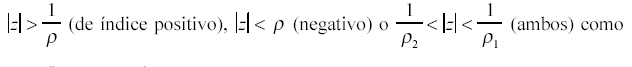 |z| > 1/ρ (de índice positivo), |z| < ρ (negativo) o 1/ρ₂ < |z| < 1/ρ₁ (ambos) como